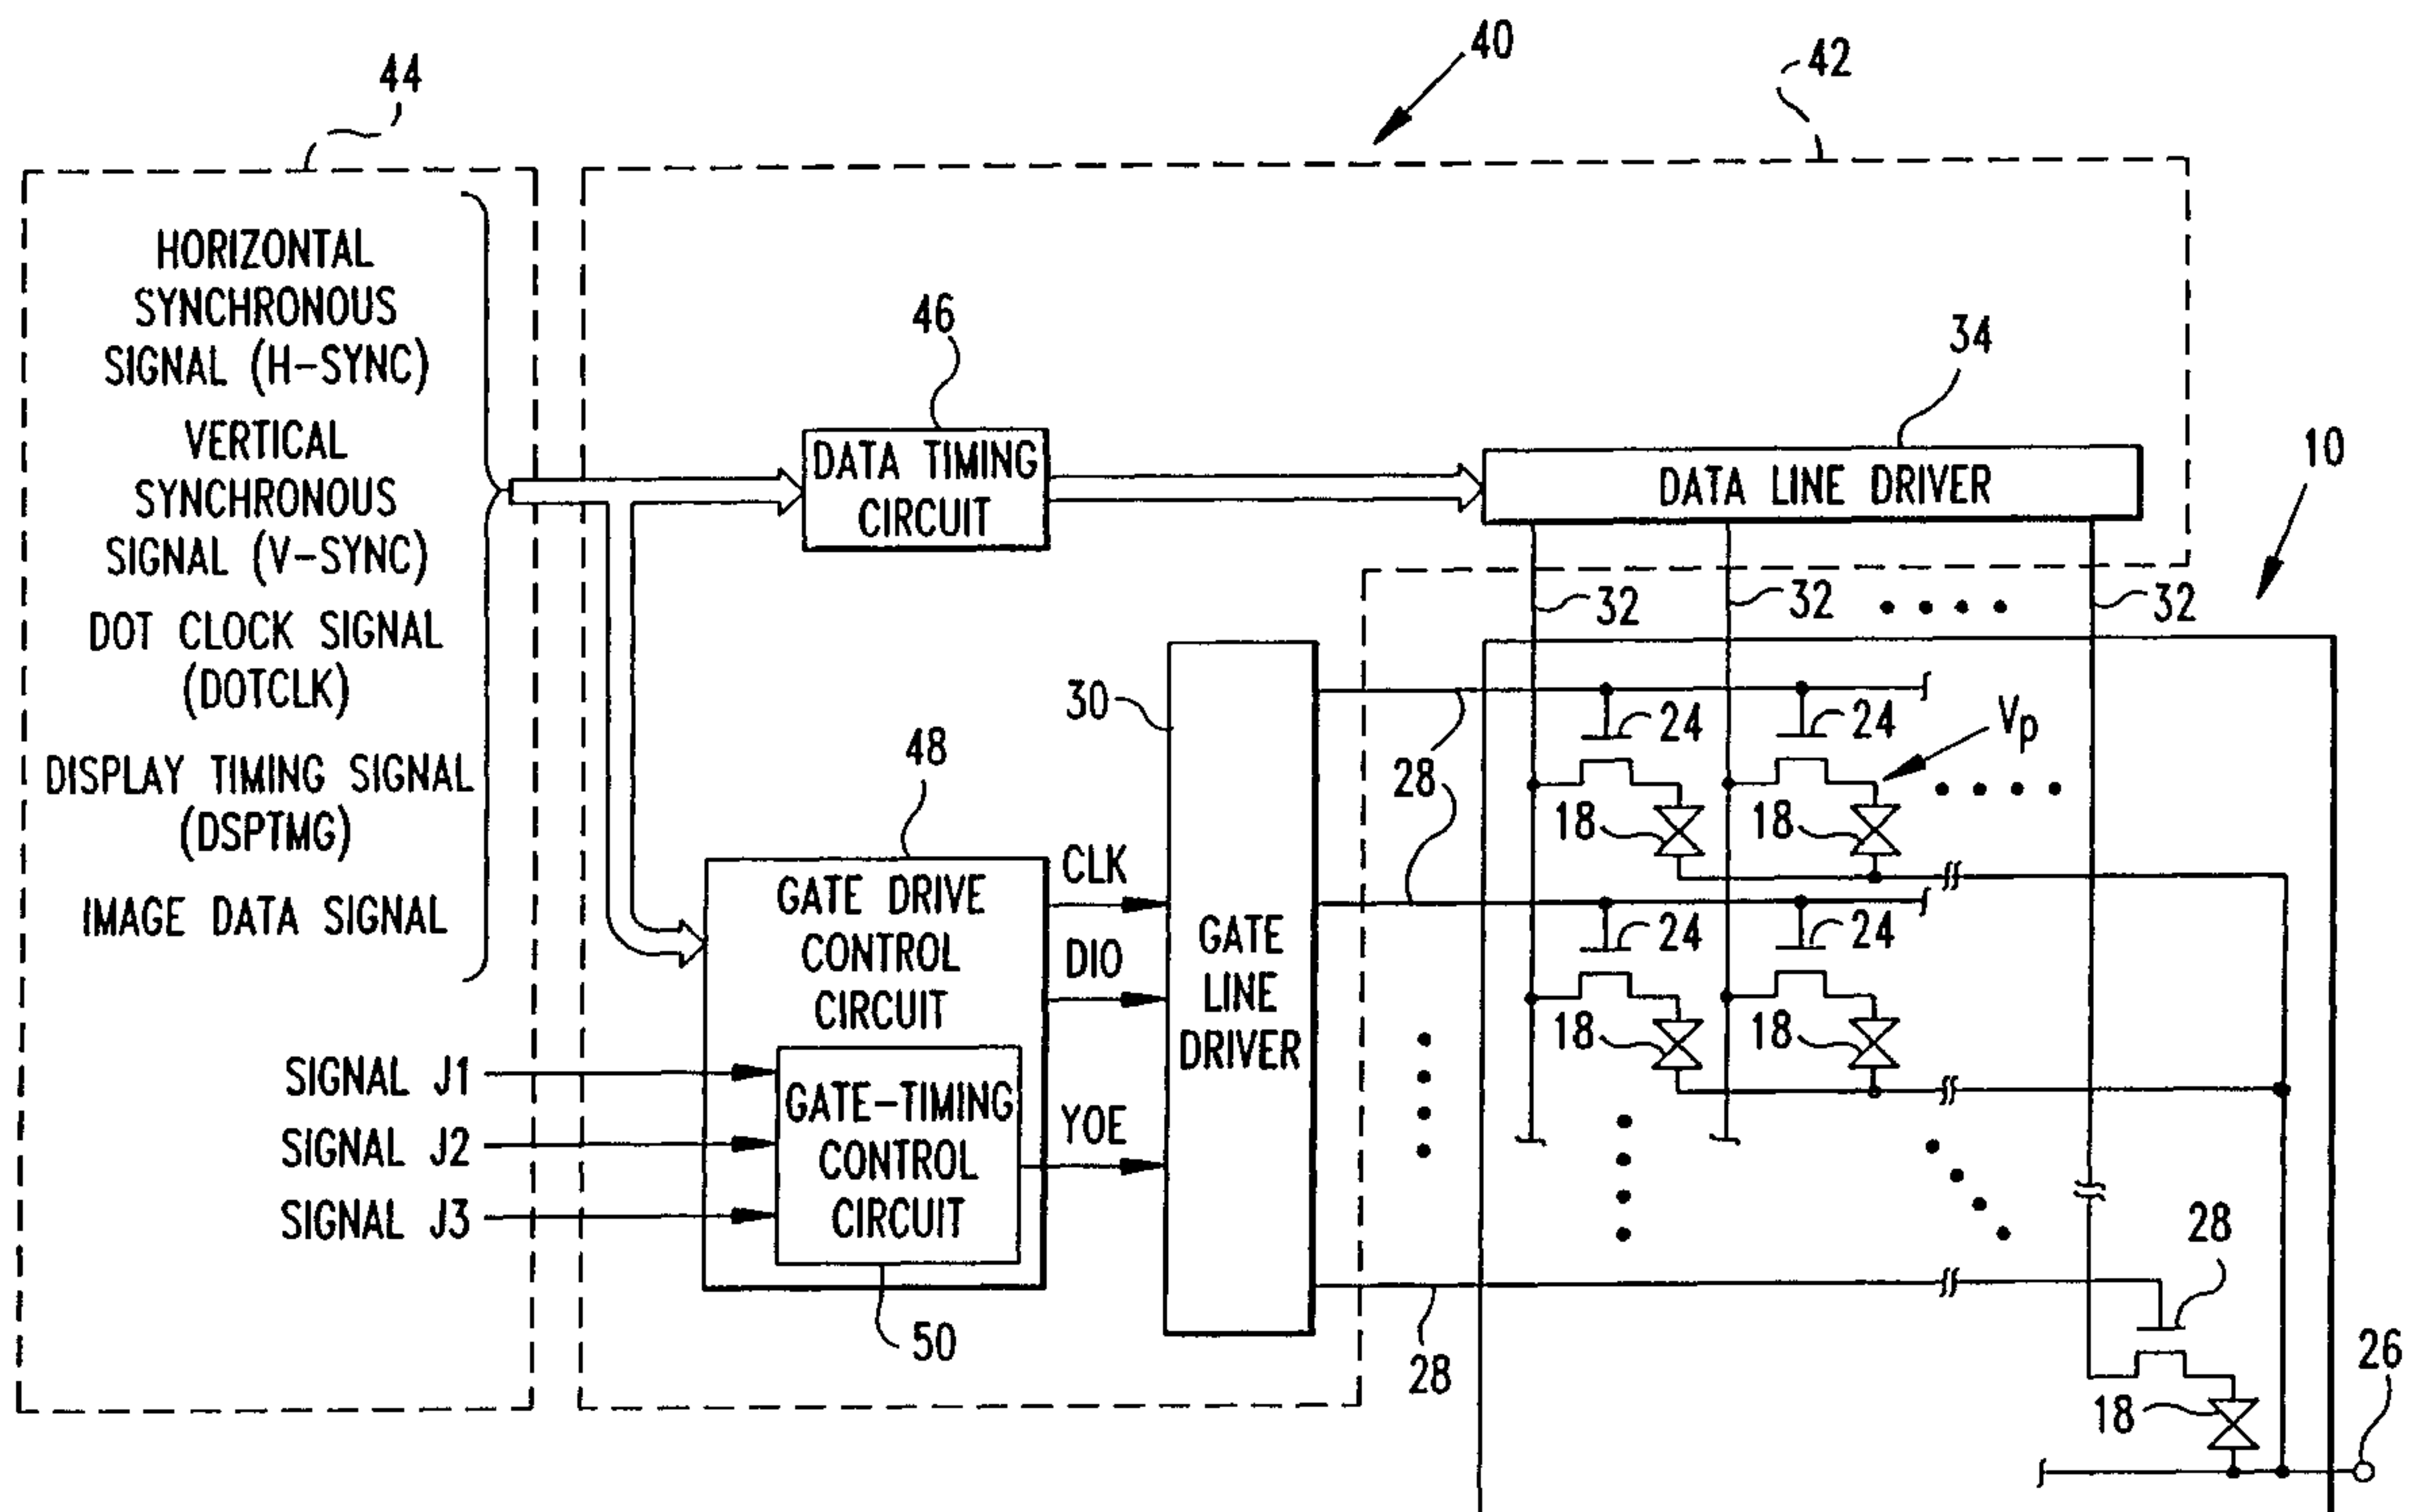 40
42
44
HORIZONTAL
SYNCHRONOUS
SIGNAL (H-SYNC)
VERTICAL
SYNCHRONOUS
SIGNAL (V-SYNC)
DOT CLOCK SIGNAL
(DOTCLK)
DISPLAY TIMING SIGNAL
(DSPTMG)
IMAGE DATA SIGNAL
SIGNAL J1
SIGNAL J2
SIGNAL J3
46
DATA TIMING
CIRCUIT
34
DATA LINE DRIVER
10
32
32
32
48
GATE DRIVE
CONTROL
CIRCUIT
GATE-TIMING
CONTROL
CIRCUIT
50
CLK
DIO
YOE
30
GATE
LINE
DRIVER
28
24
24
Vp
18
18
24
24
18
18
28
28
18
26